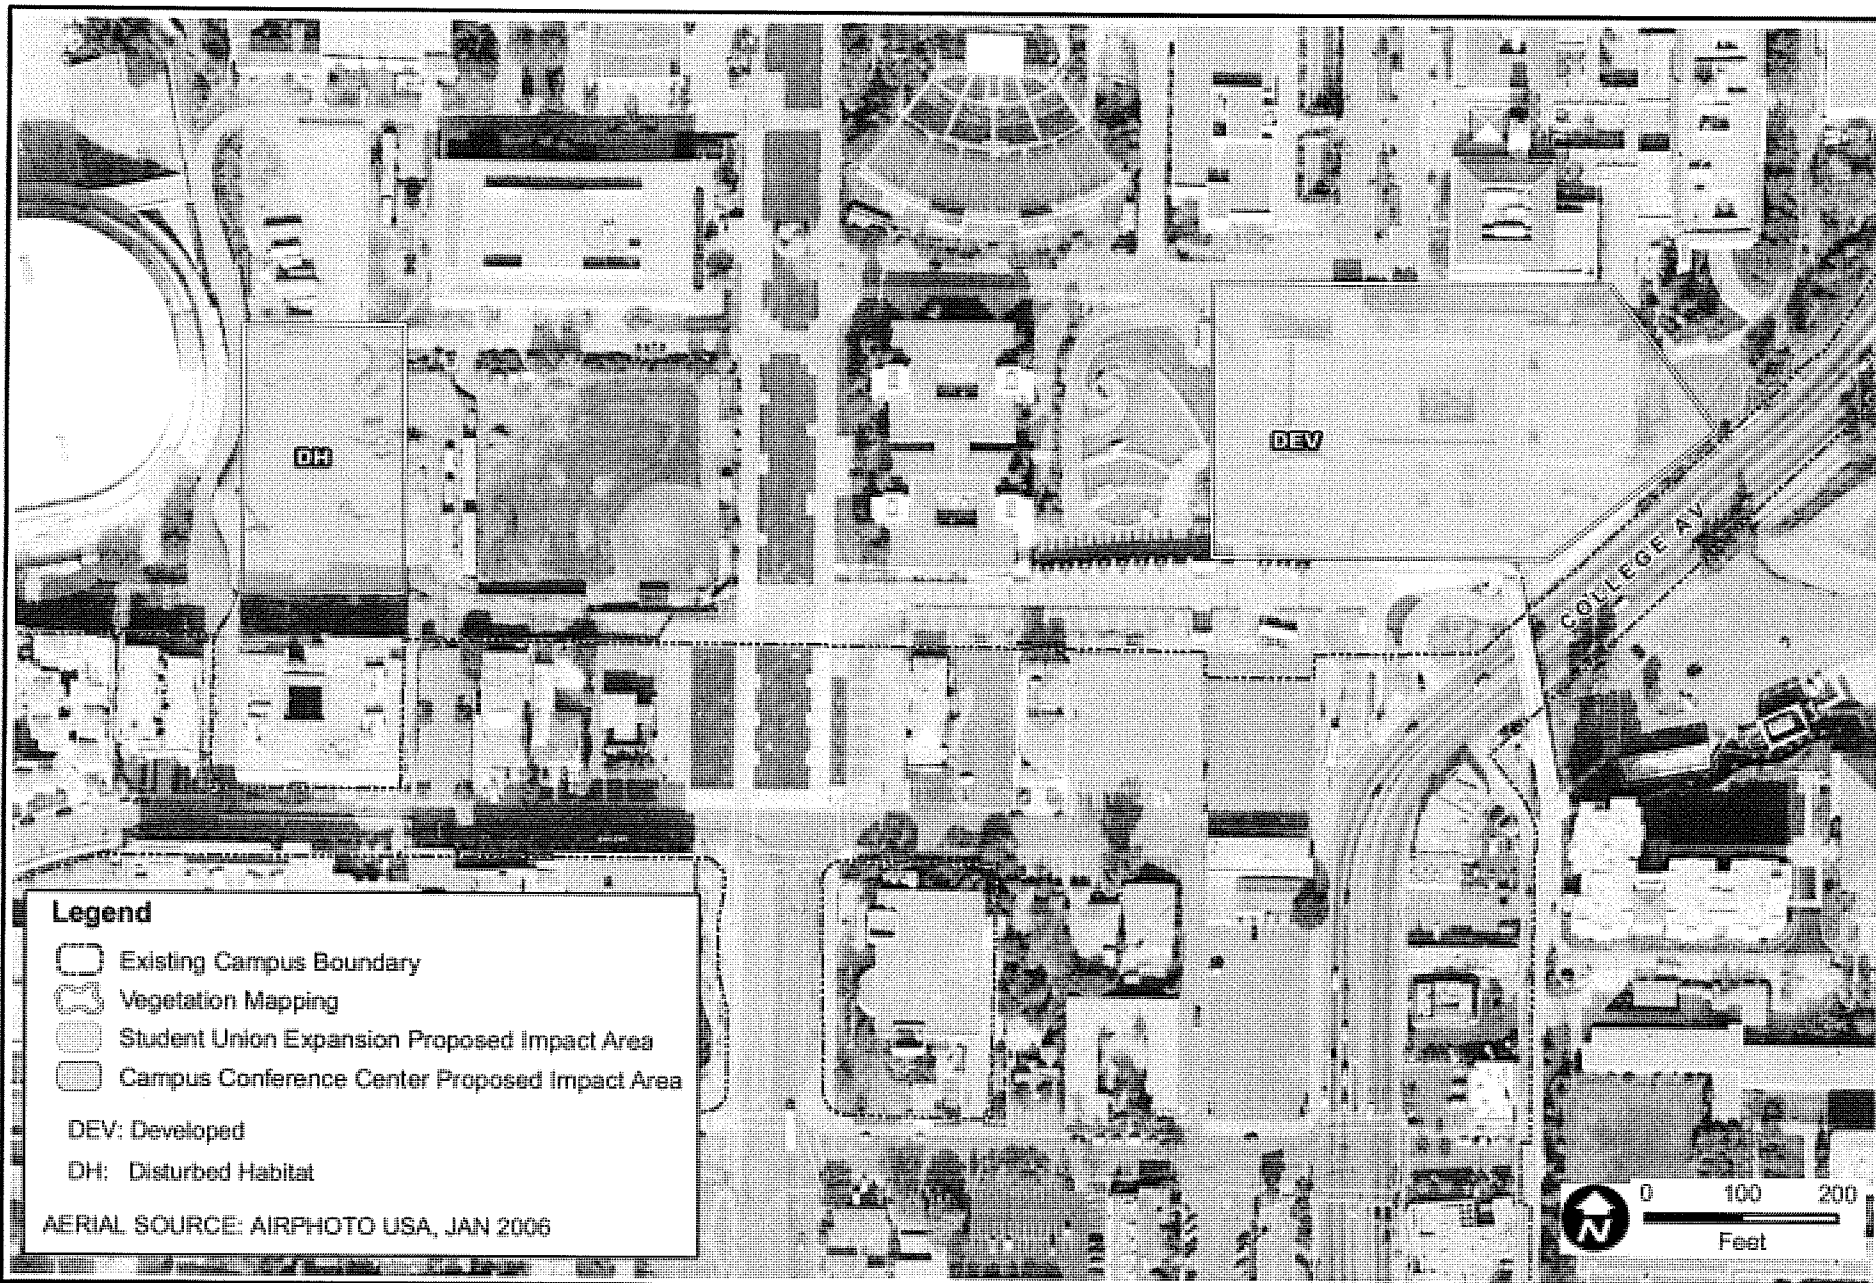 DH
DEV
COLLEGE AV
Legend
Existing Campus Boundary
Vegetation Mapping
Student Union Expansion Proposed Impact Area
Campus Conference Center Proposed Impact Area
DEV: Developed
DH: Disturbed Habitat
AERIAL SOURCE: AIRPHOTO USA, JAN 2006
N
0 100 200
Feet